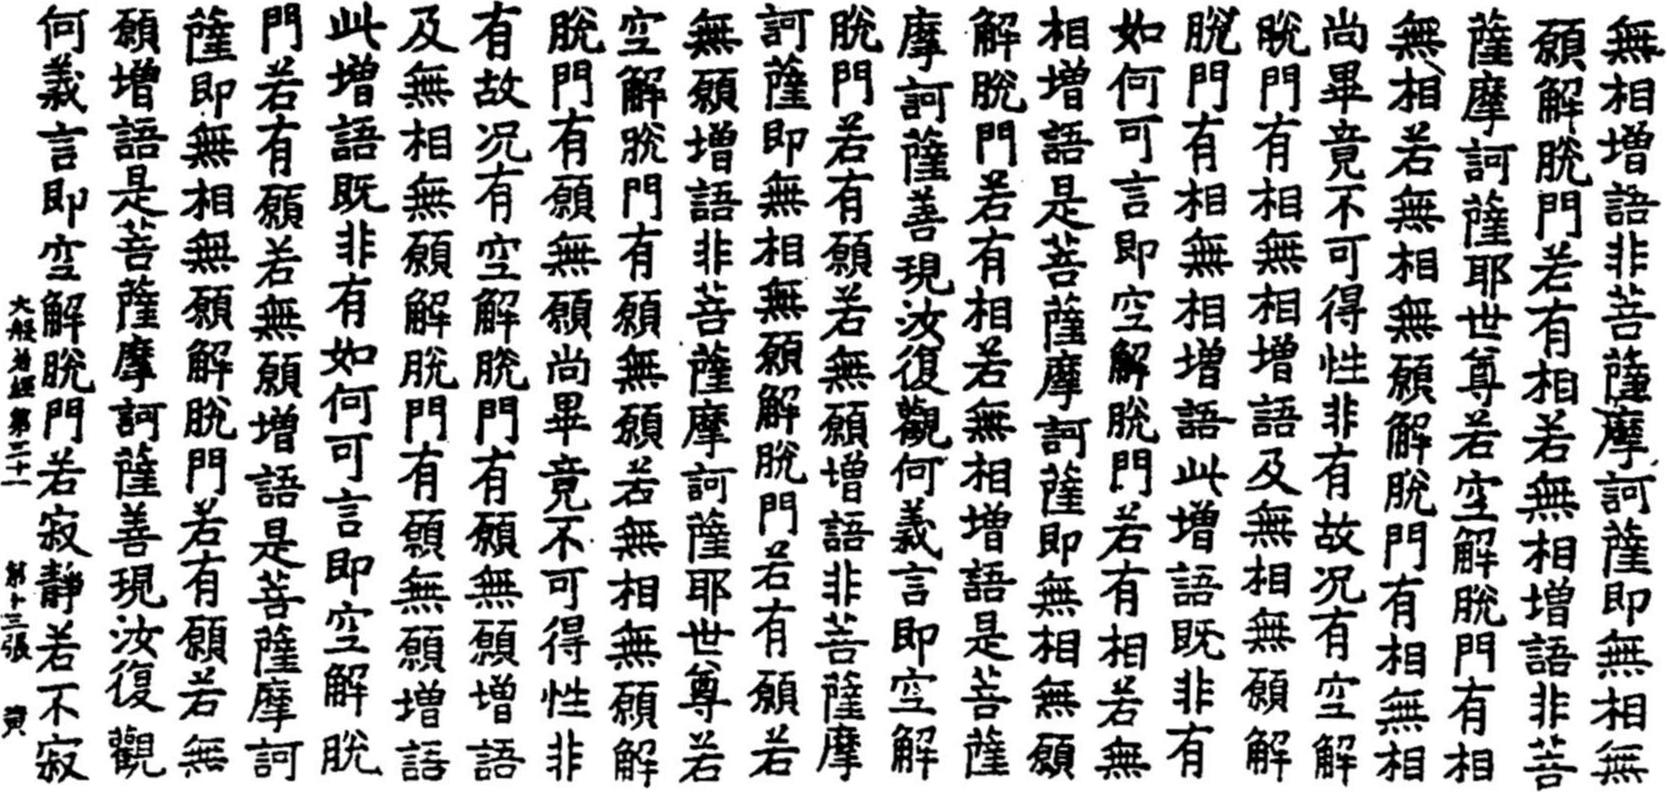 無相增語非菩薩摩訶薩即無相無
願解脫門若有相若無相增語非菩
薩摩訶薩耶世尊若空解脫門有相
無相若無相無願解脫門有相無相
尚畢竟不可得性非有故况有空解
脫門有相無相增語及無相無願解
脫門有相無相增語此增語既非有
如何可言即空解脫門若有相若無
相增語是菩薩摩訶薩即無相無願
解脫門若有相若無相增語是菩薩
摩訶薩善現汝復觀何義言即空解
脫門若有願若無願增語非菩薩摩
訶薩即無相無願解脫門若有願若
無願增語非菩薩摩訶薩耶世尊若
空解脫門有願無願若無相無願解
脫門有願無願尚畢竟不可得性非
有故况有空解脫門有願無願增語
及無相無願解脫門有願無願增語
此增語既非有如何可言即空解脫
門若有願若無願增語是菩薩摩訶
薩即無相無願解脫門若有願若無
願增語是菩薩摩訶薩善現汝復觀
何義言即空解脫門若寂靜若不寂
大般若經第三十一 第十三張 黃